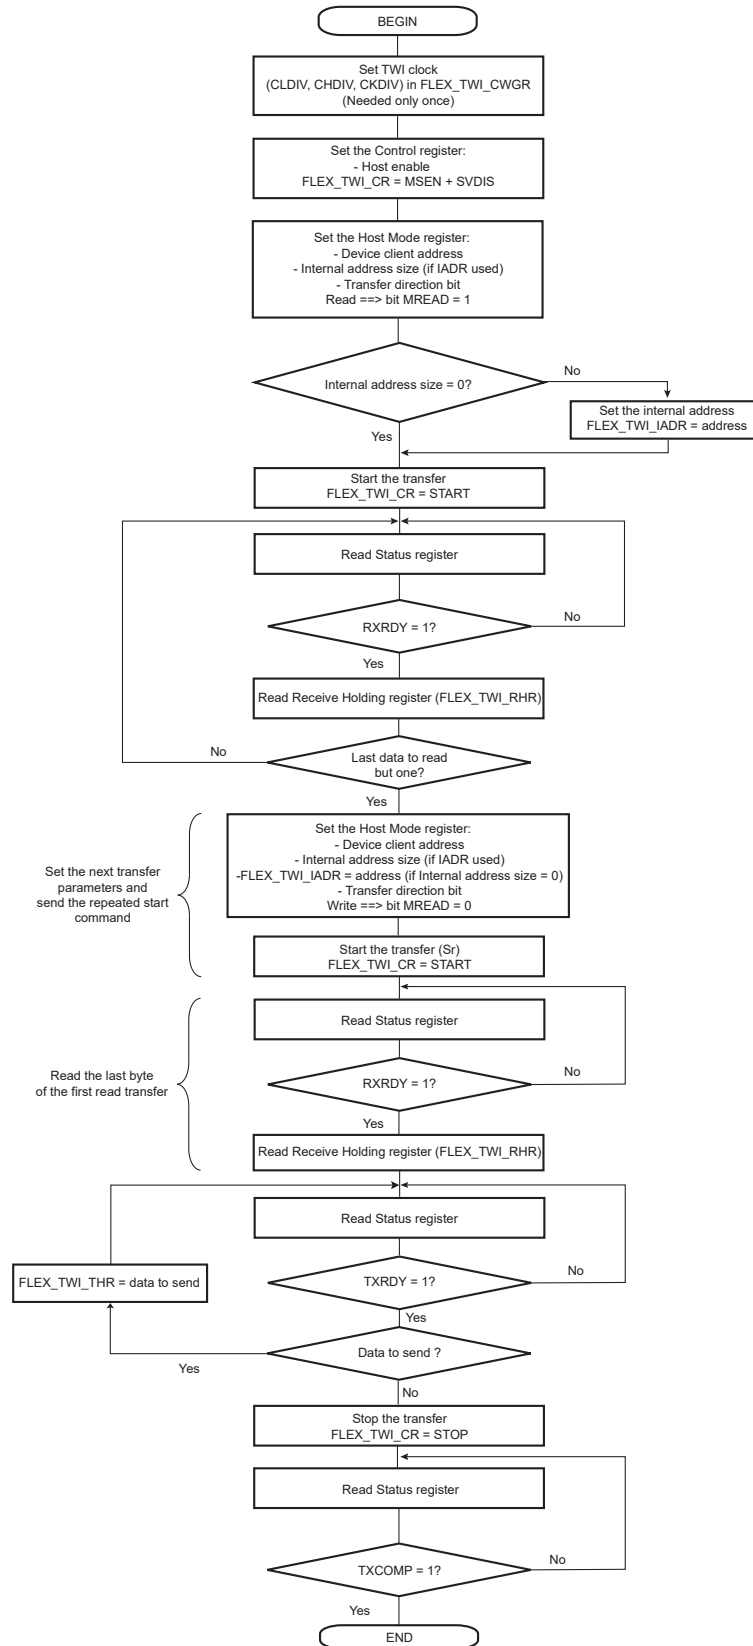 BEGIN
Set TWI clock
(CLDIV, CHDIV, CKDIV) in FLEX_TWI_CWGR
(Needed only once)
Set the Control register:
- Host enable
FLEX_TWI_CR = MSEN + SVDIS
Set the Host Mode register:
- Device client address
- Internal address size (if IADR used)
- Transfer direction bit
Read ==> bit MREAD = 1
Internal address size = 0?
No
Set the internal address
FLEX_TWI_IADR = address
Yes
Start the transfer
FLEX_TWI_CR = START
Read Status register
RXRDY = 1?
No
Yes
Read Receive Holding register (FLEX_TWI_RHR)
No
Last data to read
but one?
Yes
Set the next transfer
parameters and
send the repeated start
command
Set the Host Mode register:
- Device client address
- Internal address size (if IADR used)
-FLEX_TWI_IADR = address (if Internal address size = 0)
- Transfer direction bit
Write ==> bit MREAD = 0
Start the transfer (Sr)
FLEX_TWI_CR = START
Read the last byte
of the first read transfer
Read Status register
RXRDY = 1?
No
Yes
Read Receive Holding register (FLEX_TWI_RHR)
Read Status register
FLEX_TWI_THR = data to send
TXRDY = 1?
No
Yes
Data to send ?
Yes
No
Stop the transfer
FLEX_TWI_CR = STOP
Read Status register
TXCOMP = 1?
No
Yes
END